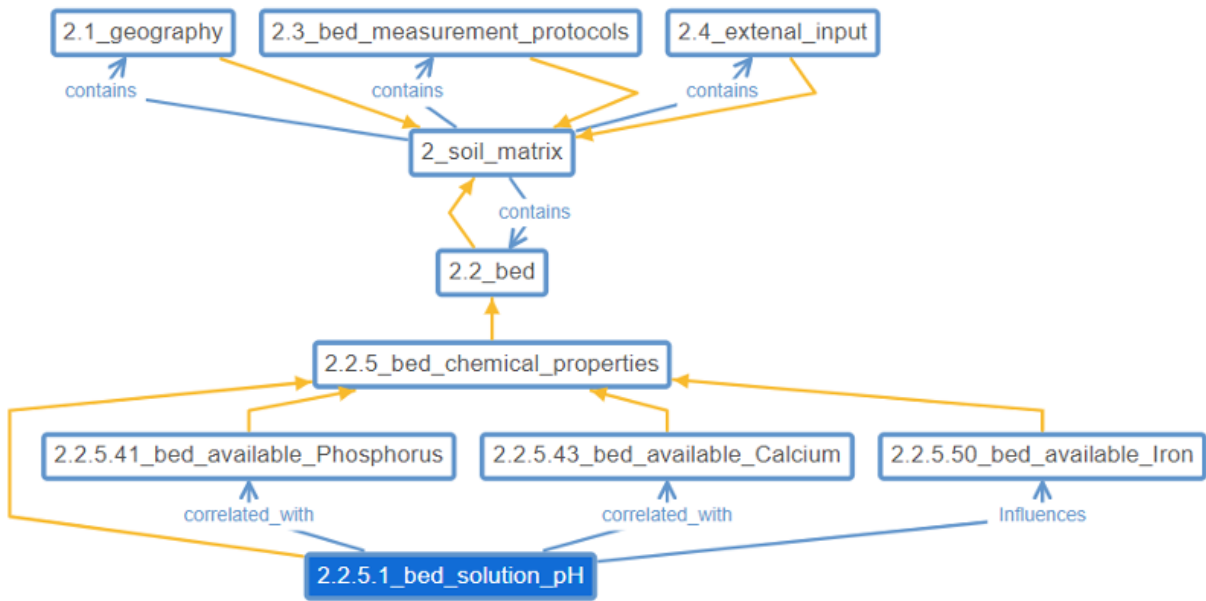 2.1_geography
2.3_bed_measurement_protocols
2.4_extenal_input
contains
contains
contains
2_soil_matrix
contains
2.2_bed
2.2.5_bed_chemical_properties
2.2.5.41_bed_available_Phosphorus
2.2.5.43_bed_available_Calcium
2.2.5.50_bed_available_Iron
correlated_with
correlated_with
Influences
2.2.5.1_bed_solution_pH